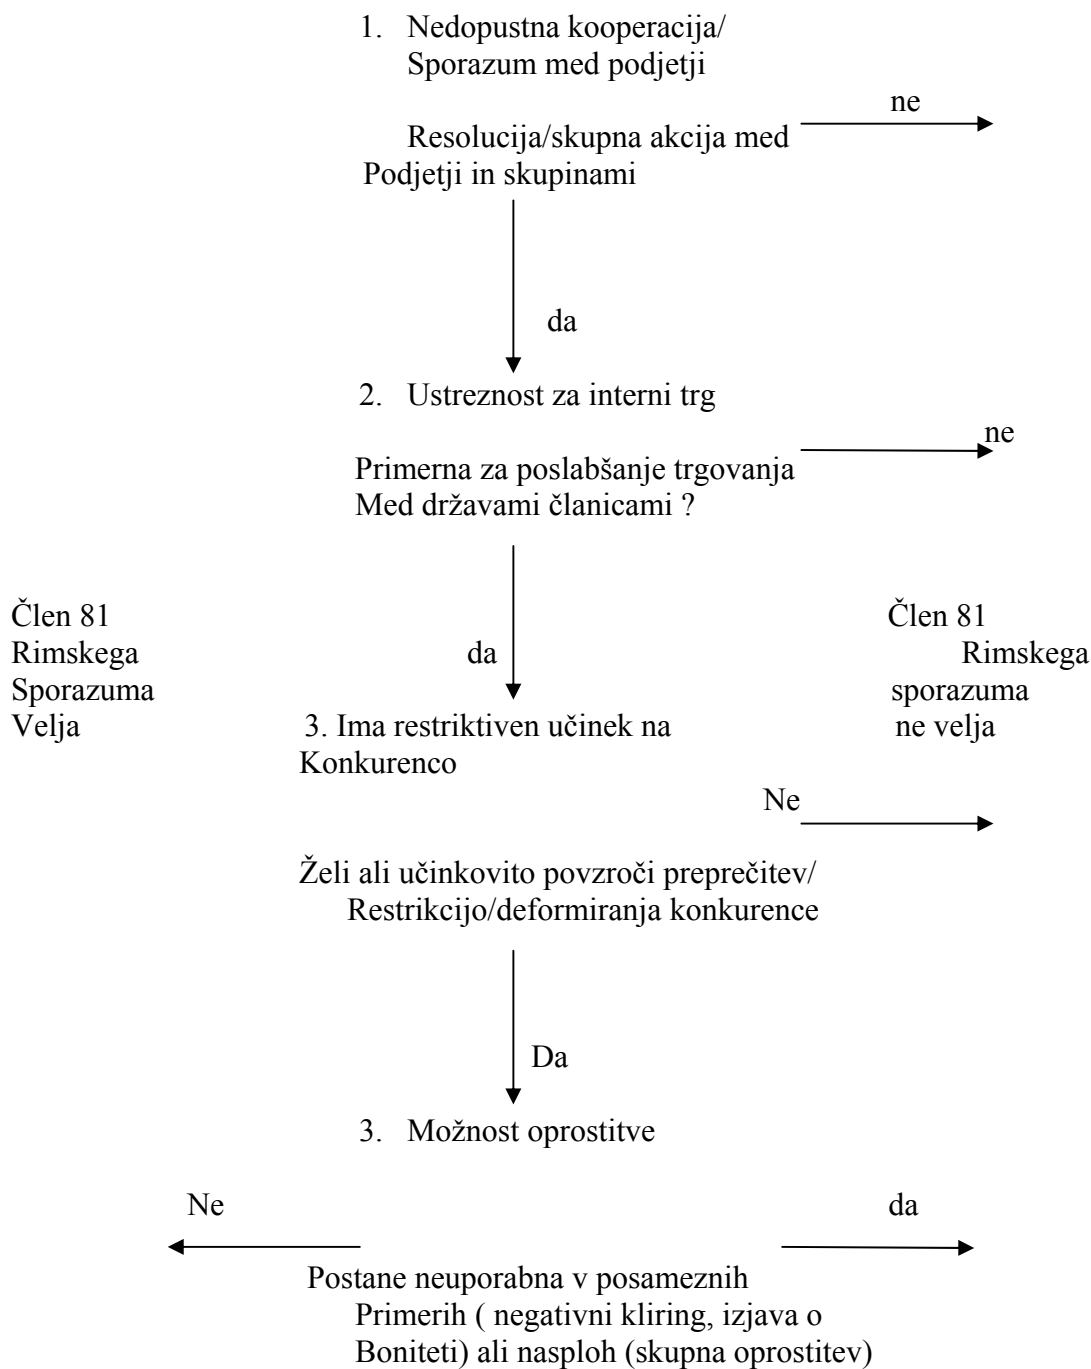 1. Nedopustna kooperacija/
Sporazum med podjetji
ne
Resolucija/skupna akcija med
Podjetji in skupinami
da
2. Ustreznost za interni trg
ne
Primerna za poslabšanje trgovanja
Med državami članicami ?
Člen 81
Rimskega
Sporazuma
Velja
da
Člen 81
Rimskega
sporazuma
ne velja
3. Ima restriktiven učinek na
Konkurenco
Ne
Želi ali učinkovito povzroči preprečitev/
Restrikcijo/deformiranja konkurence
Da
3. Možnost oprostitve
Ne
da
Postane neuporabna v posameznih
Primerih ( negativni kliring, izjava o
Boniteti) ali nasploh (skupna oprostitev)